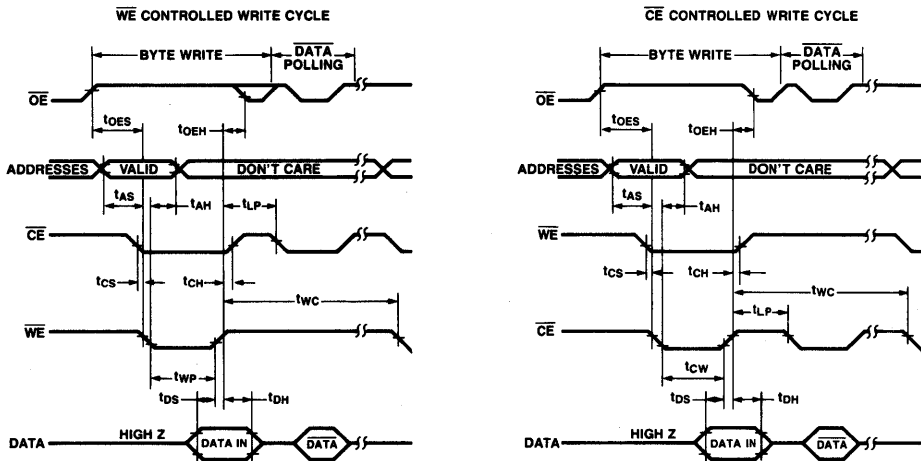 WE CONTROLLED WRITE CYCLE
BYTE WRITE
DATA POLLING
OE
tOES
tOEH
ADDRESSES
VALID
DON'T CARE
tAS
tAH
tLP
CE
tCS
tCH
tWC
WE
tWP
tDS
tDH
DATA
HIGH Z
DATA IN
DATA
CE CONTROLLED WRITE CYCLE
BYTE WRITE
DATA
POLLING
OE
tOES
tOEH
ADDRESSES
VALID
DON'T CARE
tAS
tAH
WE
tCS
tCH
tWC
tLP
CE
tCW
tDS
tDH
DATA
HIGH Z
DATA IN
DATA